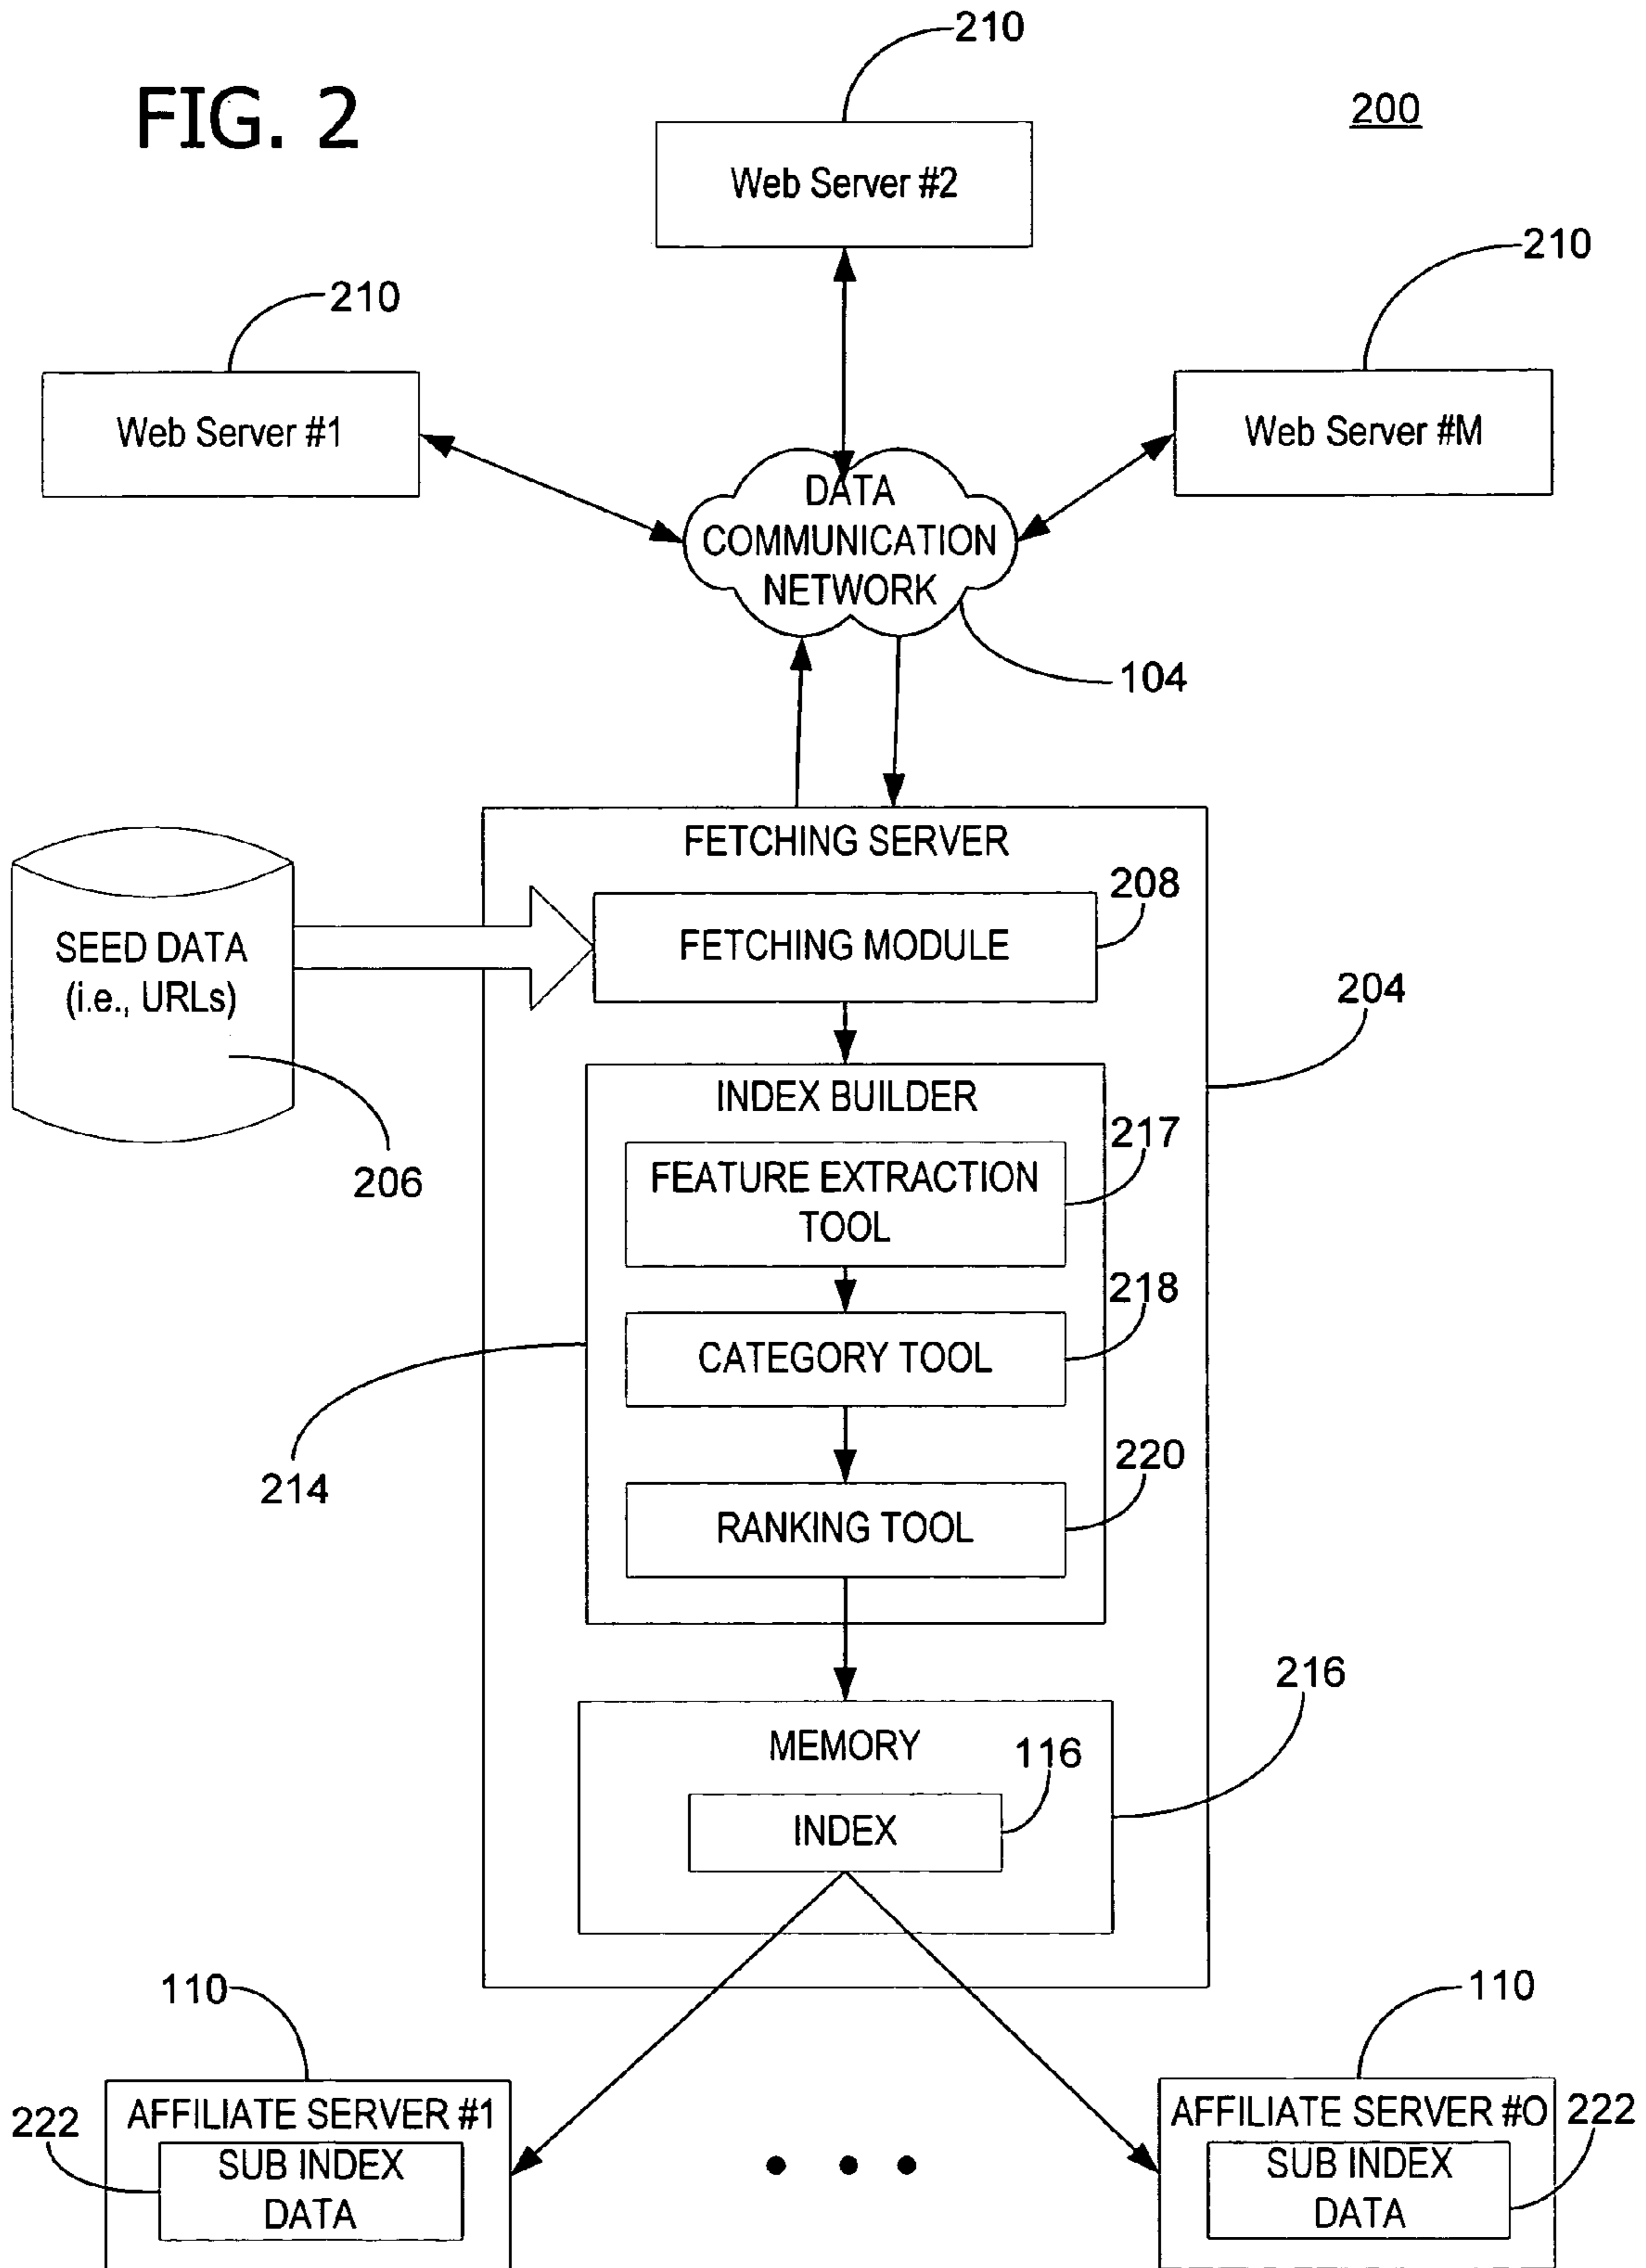 210
FIG. 2
200
Web Server #2
210
210
Web Server #1
Web Server #M
DATA
COMMUNICATION
NETWORK
104
FETCHING SERVER
208
SEED DATA
(i.e., URLs)
FETCHING MODULE
204
INDEX BUILDER
217
206
FEATURE EXTRACTION
TOOL
218
CATEGORY TOOL
220
214
RANKING TOOL
216
MEMORY
116
INDEX
110
110
222
AFFILIATE SERVER #1
AFFILIATE SERVER #O
222
SUB INDEX
DATA
SUB INDEX
DATA